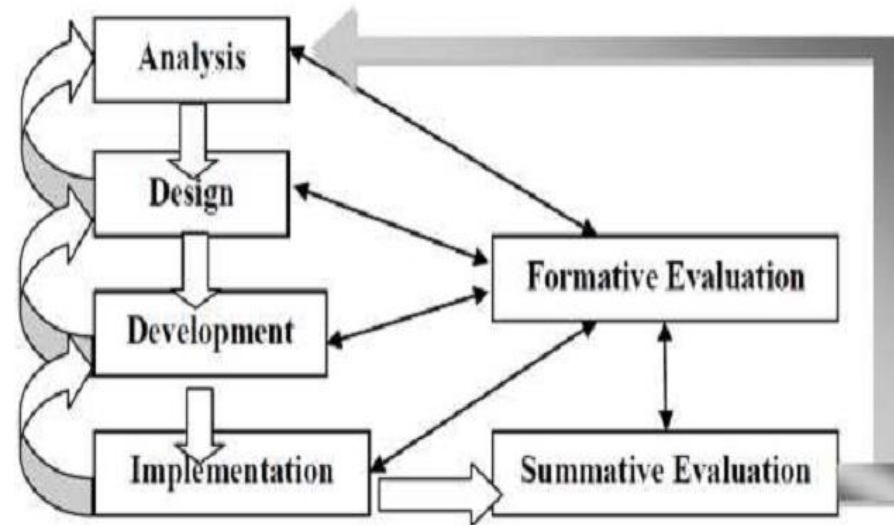 Analysis
Design
Formative Evaluation
Development
Implementation
Summative Evaluation